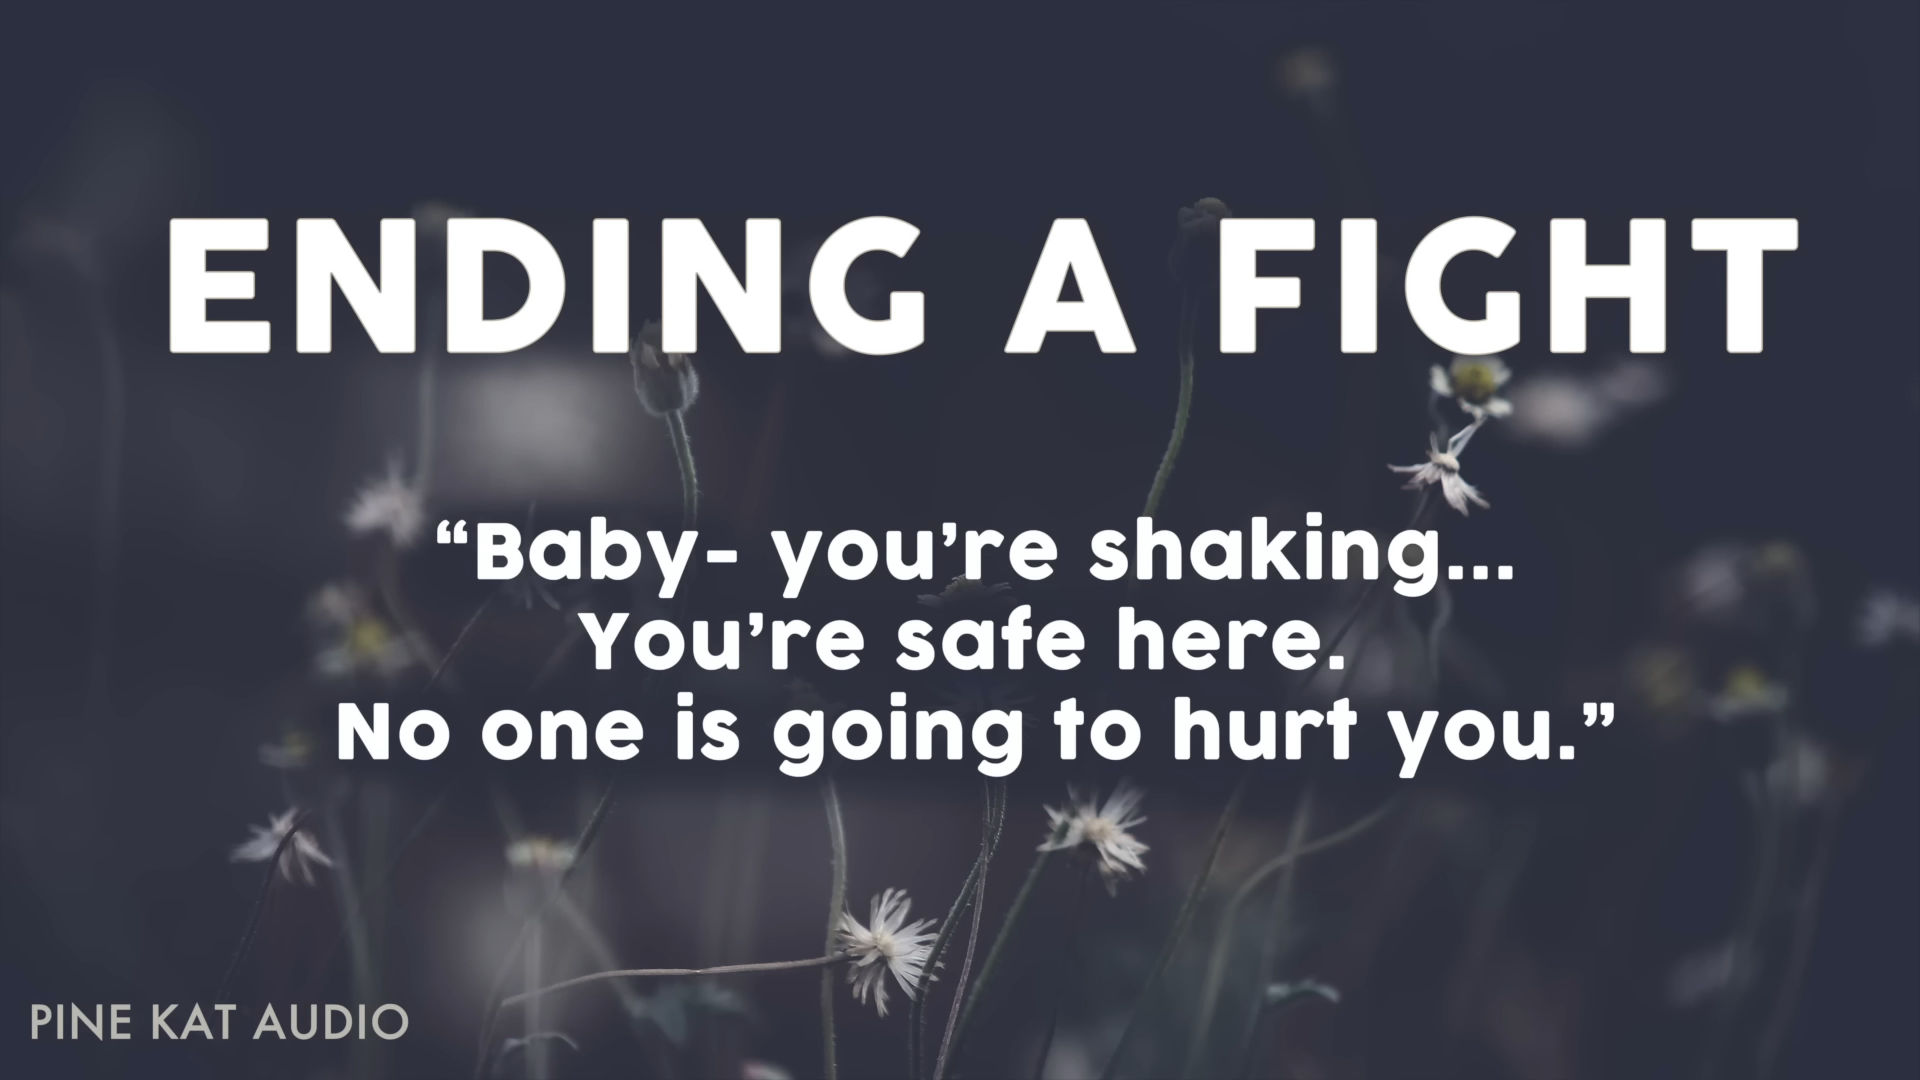 ENDING A FIGHT
“Baby- you’re shaking...
You’re safe here.
No one is going to hurt you.”
PINE KAT AUDIO